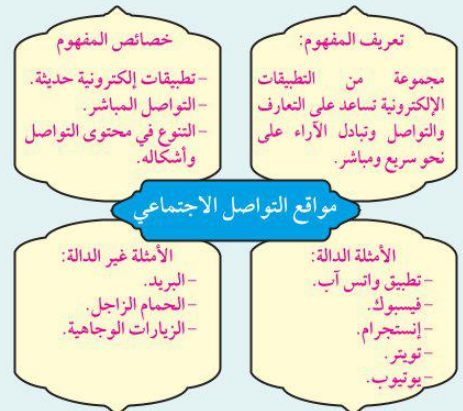 تعريف المفهوم:
مجموعة من التطبيقات
الإلكترونية تساعد على التعارف
والتواصل وتبادل الآراء على
نحو سريع ومباشر.
خصائص المفهوم
-تطبيقات إلكترونية حديثة.
-التواصل المباشر.
-التنوع في محتوى التواصل
وأشكاله.
مواقع التواصل الاجتماعي
الأمثلة الدالة:
-تطبيق واتس آب.
-فيسبوك.
-إنستجرام.
-تويتر.
-يوتيوب.
الأمثلة غير الدالة:
-البريد.
-الحمام الزاجل.
-الزيارات الوجاهية.